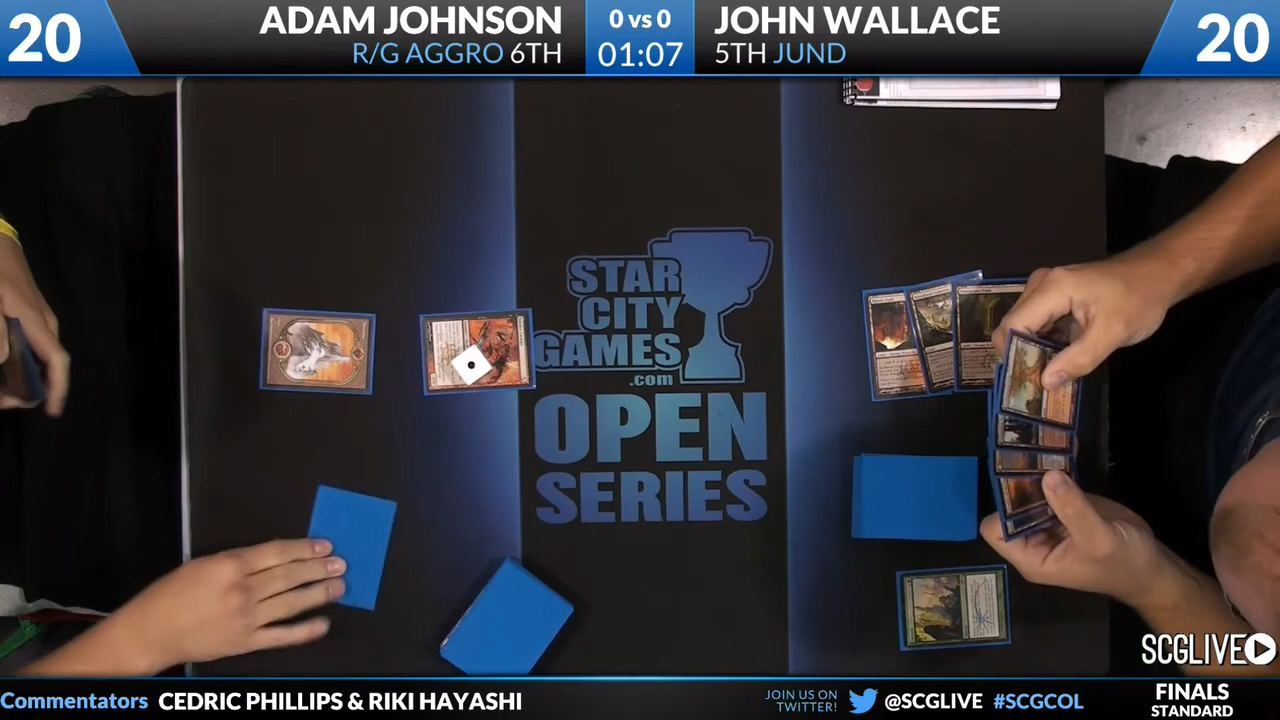 20
ADAM JOHNSON
R/G AGGRO 6TH
0 vs 0
01:07
JOHN WALLACE
5TH JUND
20
STAR
CITY
GAMES
.com
OPEN
SERIES
SCGLIVE
Commentators CEDRIC PHILLIPS & RIKI HAYASHI
JOIN US ON
TWITTER!
@SCGLIVE #SCGCOL
FINALS
STANDARD